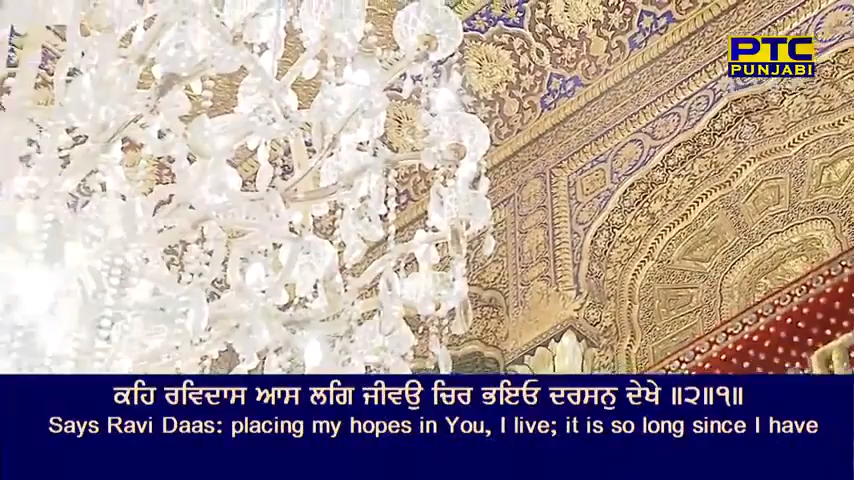 PTC
PUNJABI
ਕਹਿ ਰਵਿਦਾਸ ਆਸ ਲਗਿ ਜੀਵਉ ਚਿਰ ਭਇਓ ਦਰਸਨੁ ਦੇਖੇ ॥੨॥੧॥
Says Ravi Daas: placing my hopes in You, I live; it is so long since I have